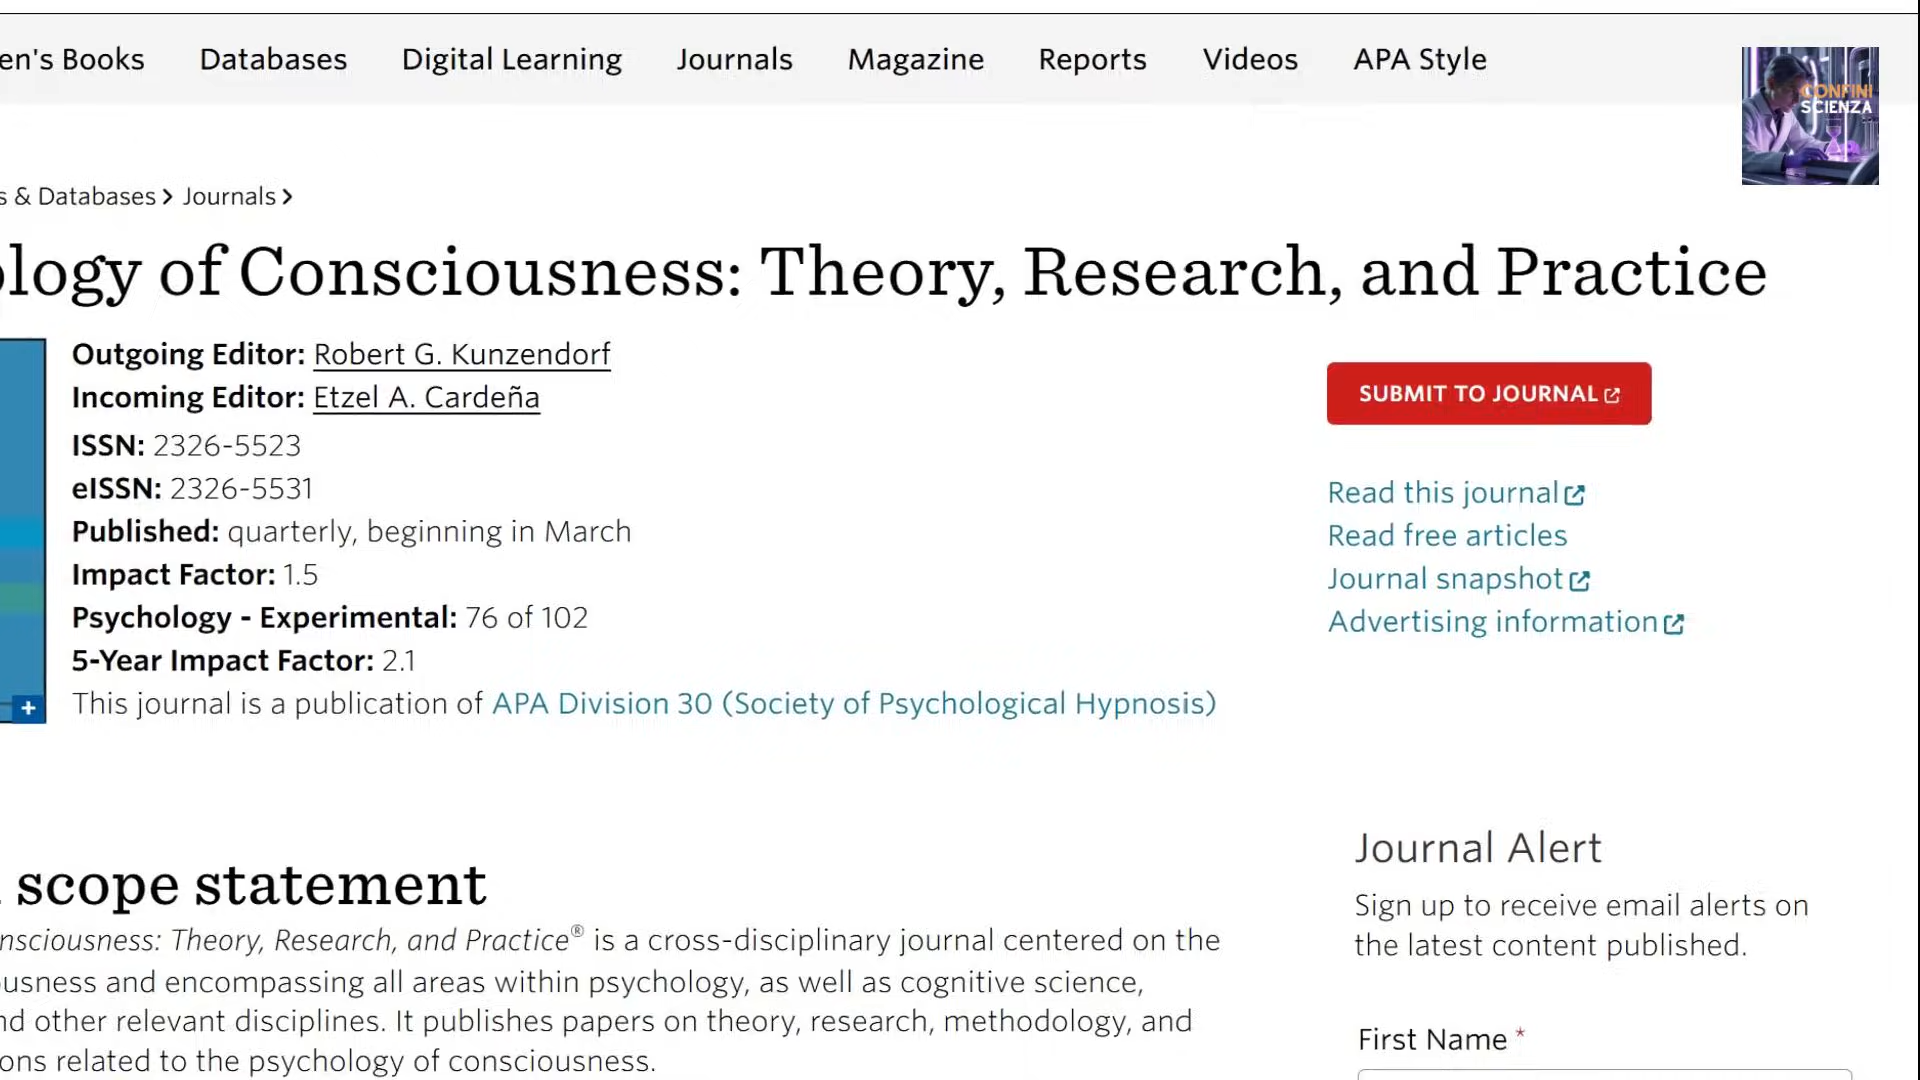 en's Books Databases Digital Learning Journals Magazine Reports Videos APA Style
CONFINI
SCIENZA
s & Databases > Journals >
ology of Consciousness: Theory, Research, and Practice
Outgoing Editor: Robert G. Kunzendorf
Incoming Editor: Etzel A. Cardeña
ISSN: 2326-5523
eISSN: 2326-5531
Published: quarterly, beginning in March
Impact Factor: 1.5
Psychology - Experimental: 76 of 102
5-Year Impact Factor: 2.1
This journal is a publication of APA Division 30 (Society of Psychological Hypnosis)
SUBMIT TO JOURNAL
Read this journal
Read free articles
Journal snapshot
Advertising information
scope statement
nsciousness: Theory, Research, and Practice® is a cross-disciplinary journal centered on the
usness and encompassing all areas within psychology, as well as cognitive science,
nd other relevant disciplines. It publishes papers on theory, research, methodology, and
ons related to the psychology of consciousness.
Journal Alert
Sign up to receive email alerts on
the latest content published.
First Name *